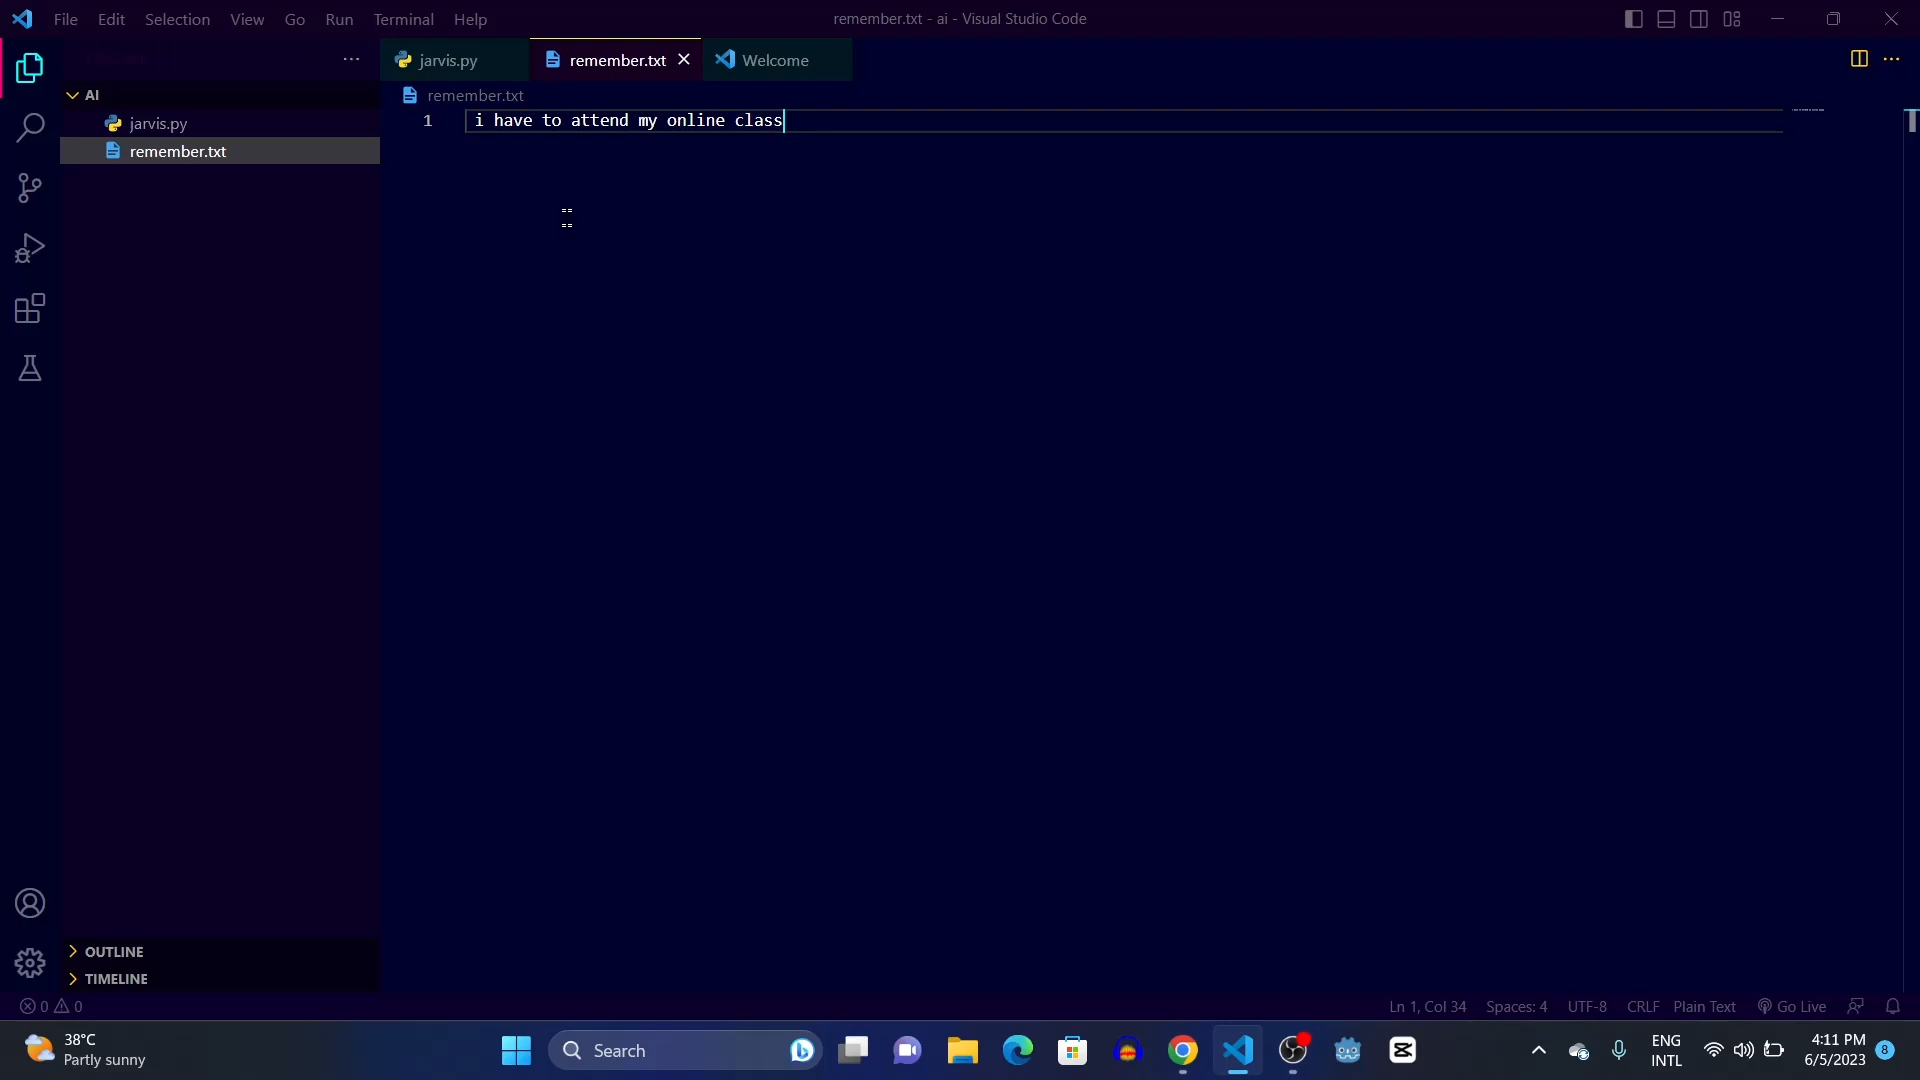 File Edit Selection View Go Run Terminal Help
remember.txt - ai - Visual Studio Code
jarvis.py
remember.txt
Welcome
AI
jarvis.py
remember.txt
remember.txt
1 i have to attend my online class
OUTLINE
TIMELINE
0 0
Ln 1, Col 34 Spaces: 4 UTF-8 CRLF Plain Text Go Live
38°C
Partly sunny
Search
ENG
INTL
4:11 PM
6/5/2023
8